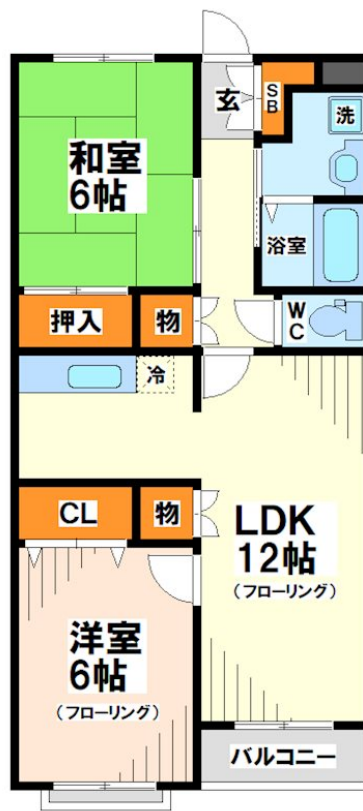 玄
SB
洗
和室
6帖
浴室
押入
物
WC
冷
CL
物
LDK
12帖
(フローリング)
洋室
6帖
(フローリング)
バルコニー